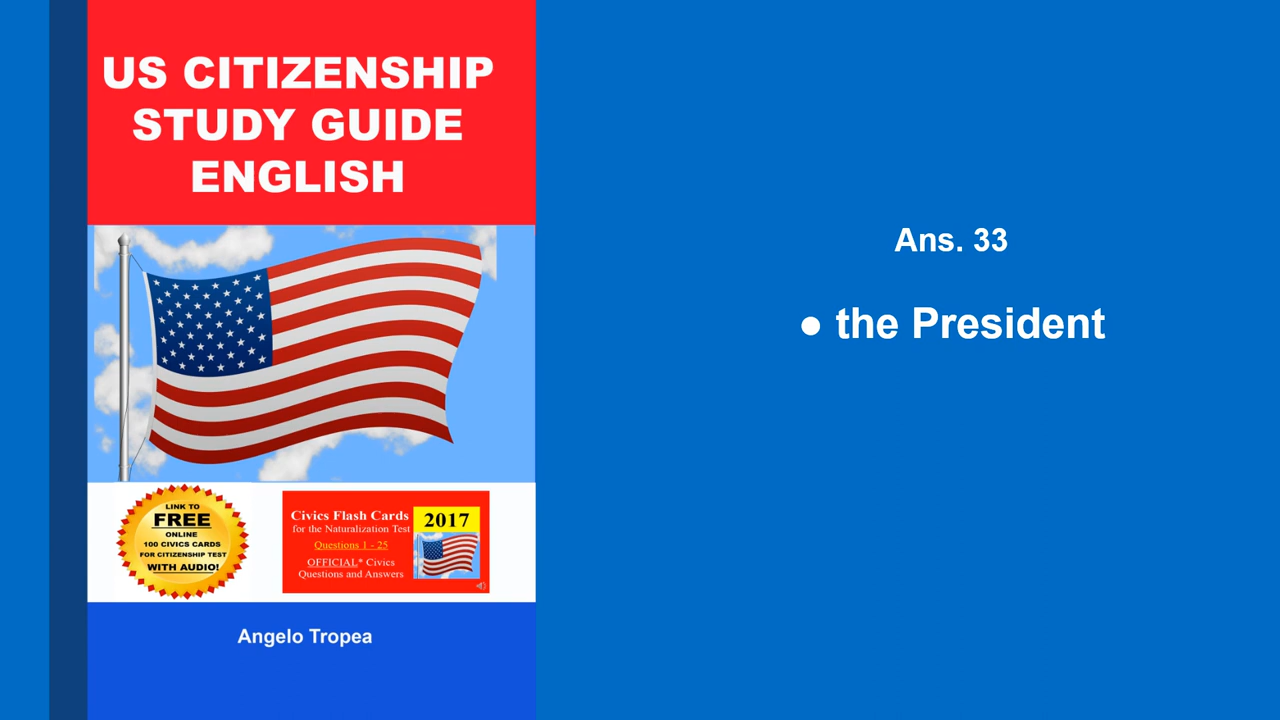 US CITIZENSHIP
STUDY GUIDE
ENGLISH
LINK TO
FREE
ONLINE
100 CIVICS CARDS
FOR CITIZENSHIP TEST
WITH AUDIO!
Civics Flash Cards
for the Naturalization Test
Questions 1 - 25
OFFICIAL* Civics
Questions and Answers
2017
Angelo Tropea
Ans. 33
● the President